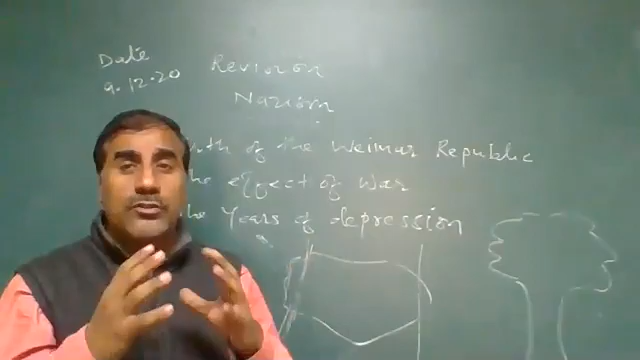 Date
9.12.20
Revision
Nazism
th of the Weimar Republic
he effect of war
he Years of depression